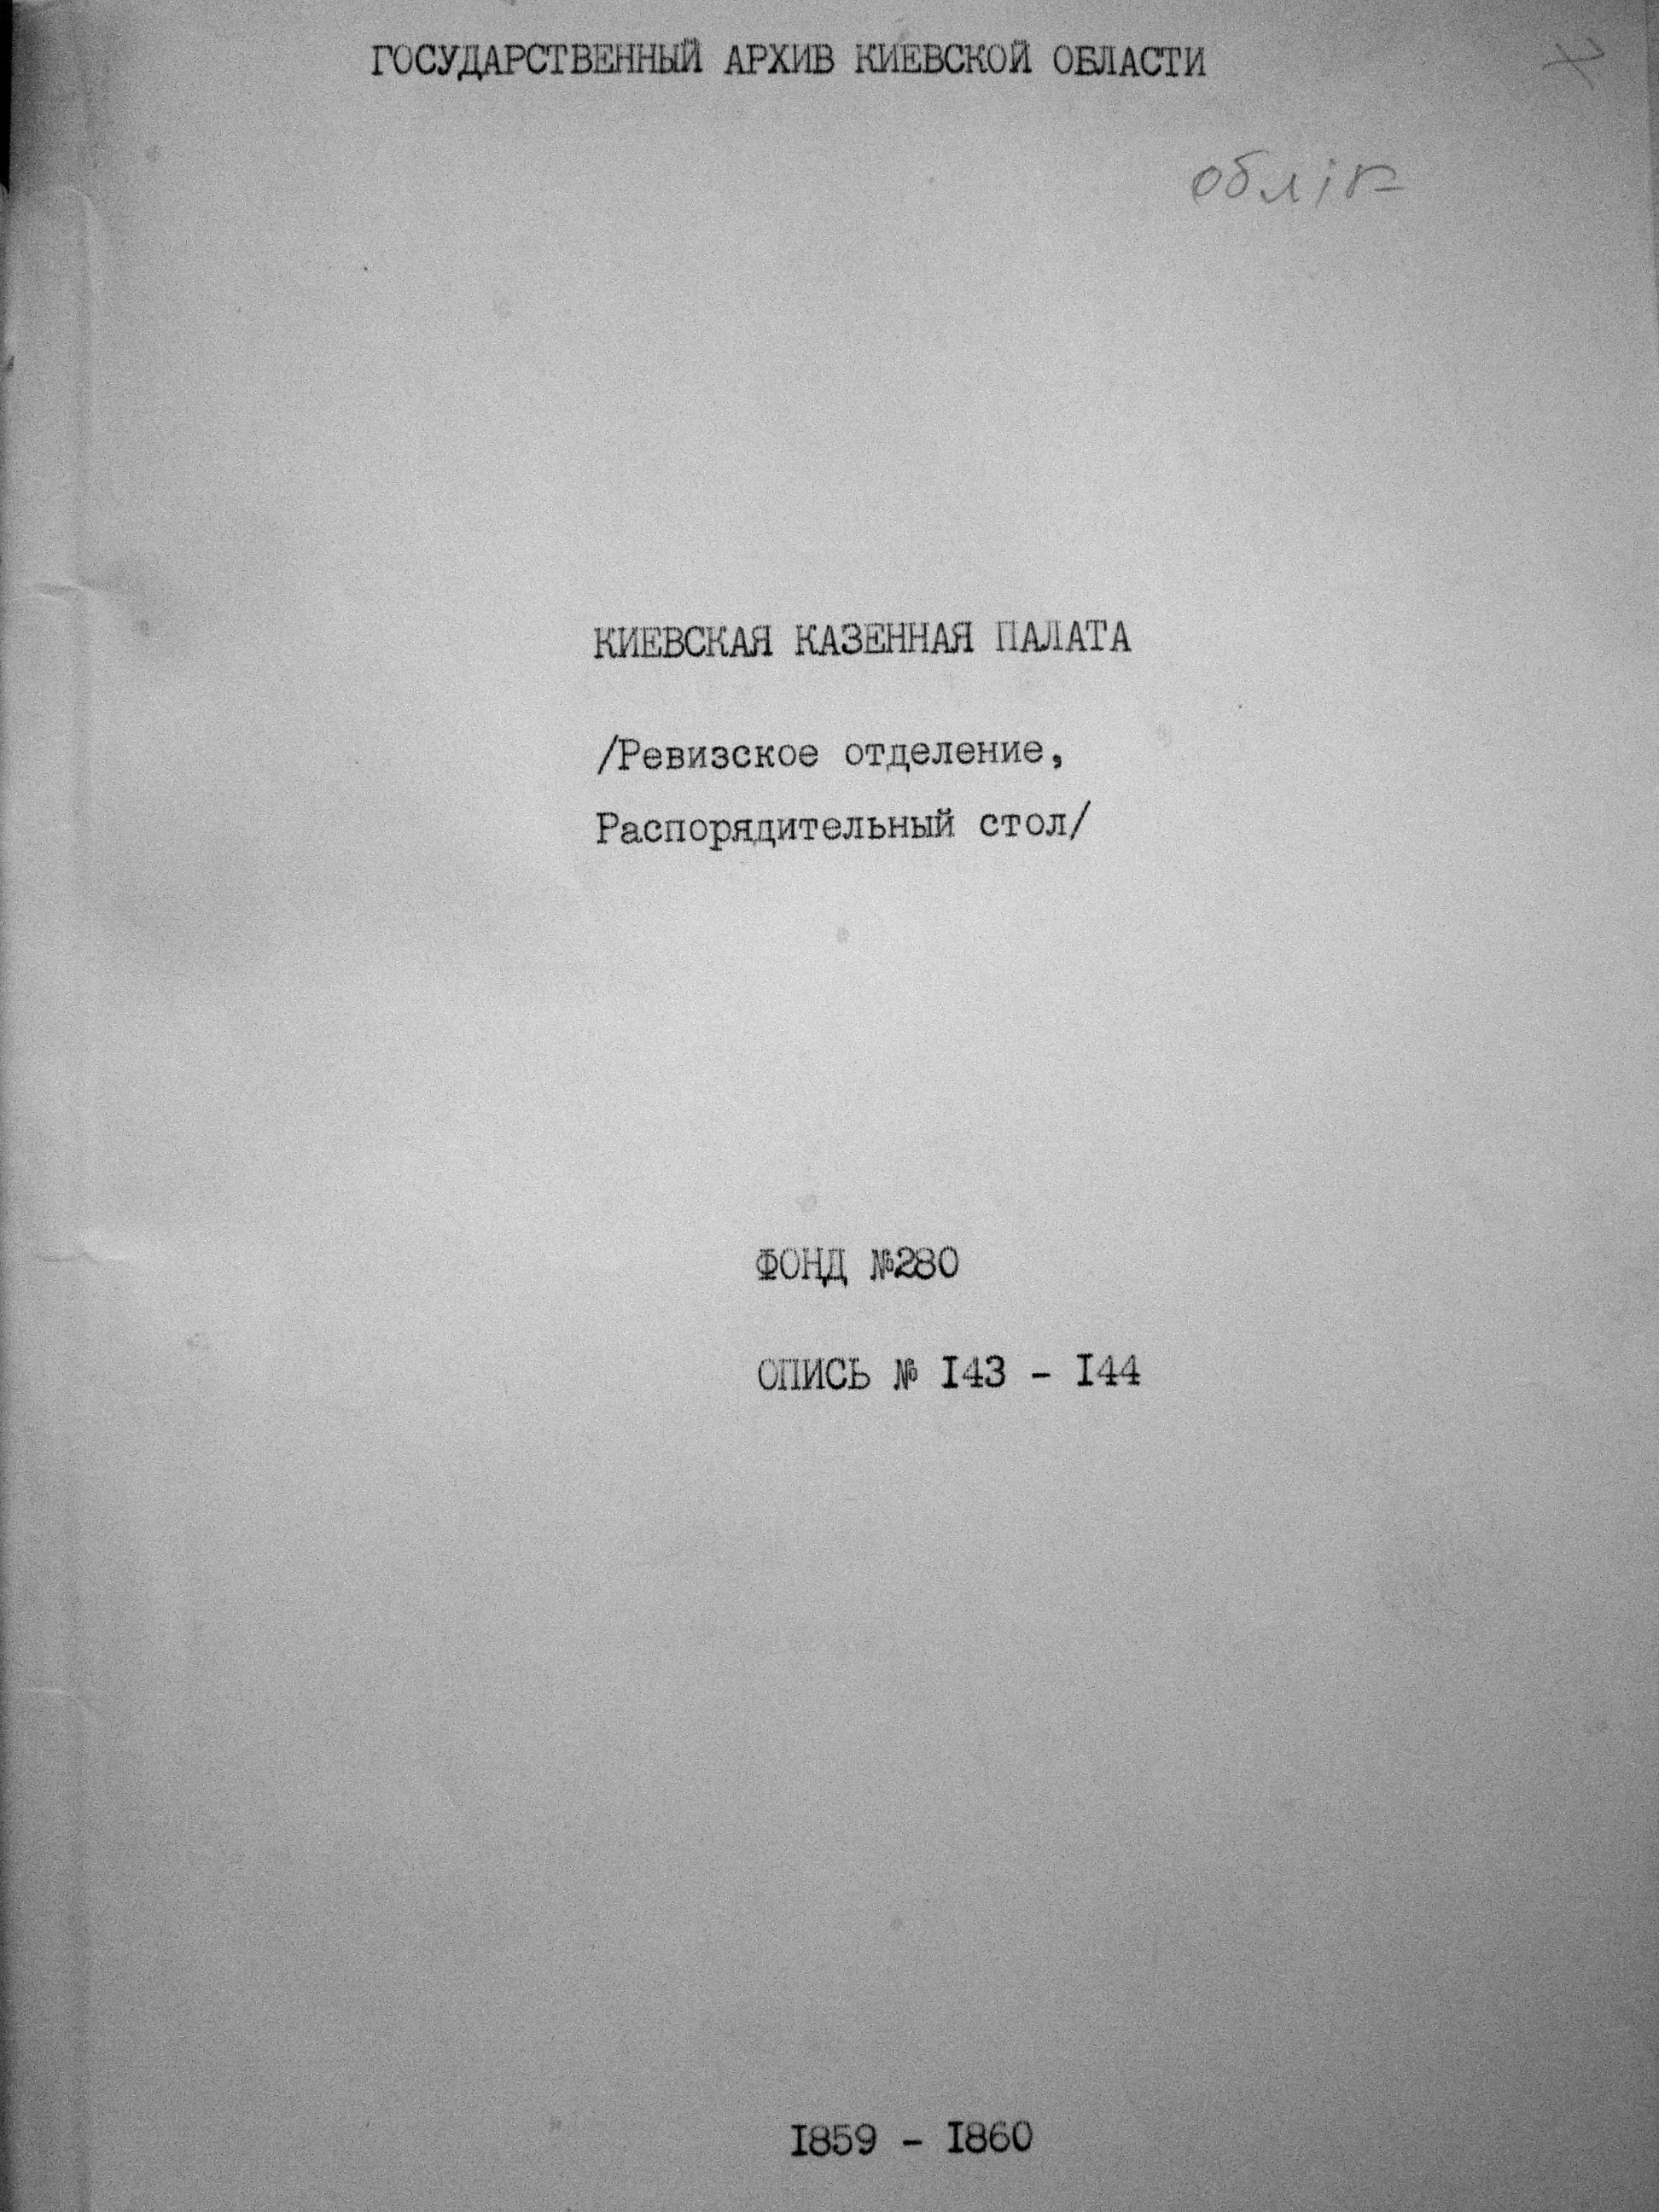 ГОСУДАРСТВЕННЫЙ АРХИВ КИЕВСКОЙ ОБЛАСТИ
облік
КИЕВСКАЯ КАЗЕННАЯ ПАЛАТА
/Ревизское отделение,
Распорядительный стол/
ФОНД №280
ОПИСЬ № I43 - I44
I859 - I860